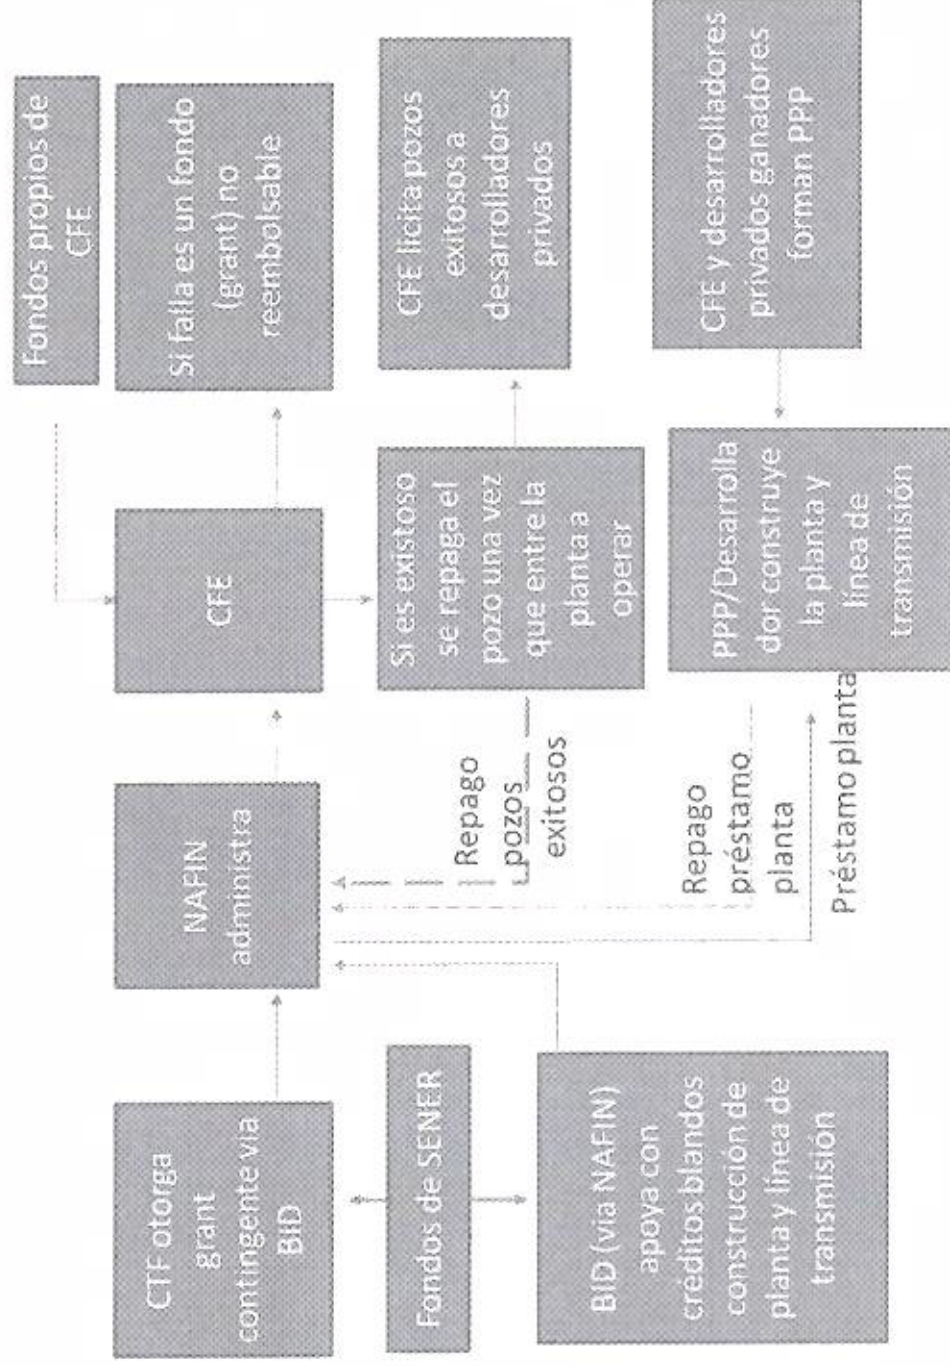 Fondos propios de
CFE
CTF otorga
grant
contingente via
BID
NAFIN
administra
CFE
Si falla es un fondo
(grant) no
reembolsable
Fondos de SENER
Repago
pozos
exitosos
Si es existoso
se repaga el
pozo una vez
que entre la
planta a
operar
CFE licita pozos
exitosos a
desarrolladores
privados
BID (via NAFIN)
apoya con
créditos blandos
construcción de
planta y línea de
transmisión
Repago
préstamo
planta
Préstamo planta
PPP/Desarrolla
dor construye
la planta y
línea de
transmisión
CFE y desarrolladores
privados ganadores
forman PPP